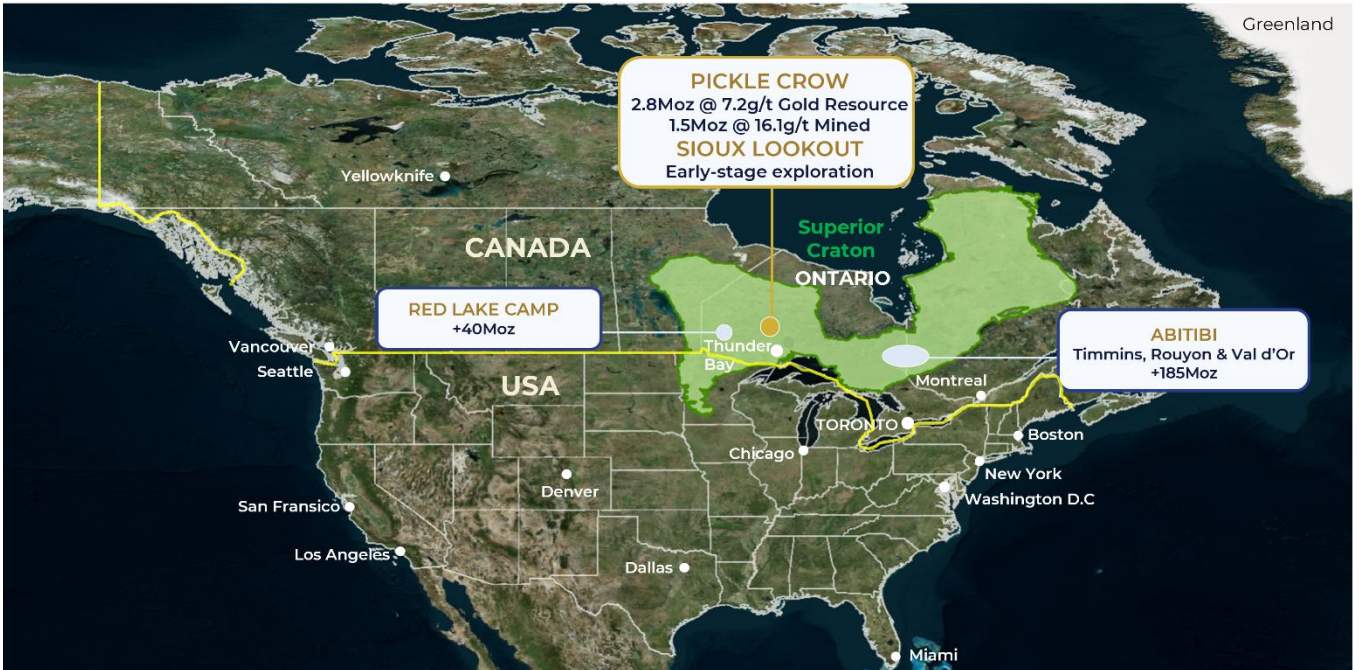 Greenland
PICKLE CROW
2.8Moz @ 7.2g/t Gold Resource
1.5Moz @ 16.1g/t Mined
SIOUX LOOKOUT
Early-stage exploration
Yellowknife
Superior
Craton
CANADA
ONTARIO
RED LAKE CAMP
+40Moz
ABITIBI
Timmins, Rouyon & Val d'Or
+185Moz
Vancouver
Thunder
Bay
Seattle
USA
Montreal
TORONTO
Boston
Chicago
New York
Denver
Washington D.C
San Fransico
Los Angeles
Dallas
Miami